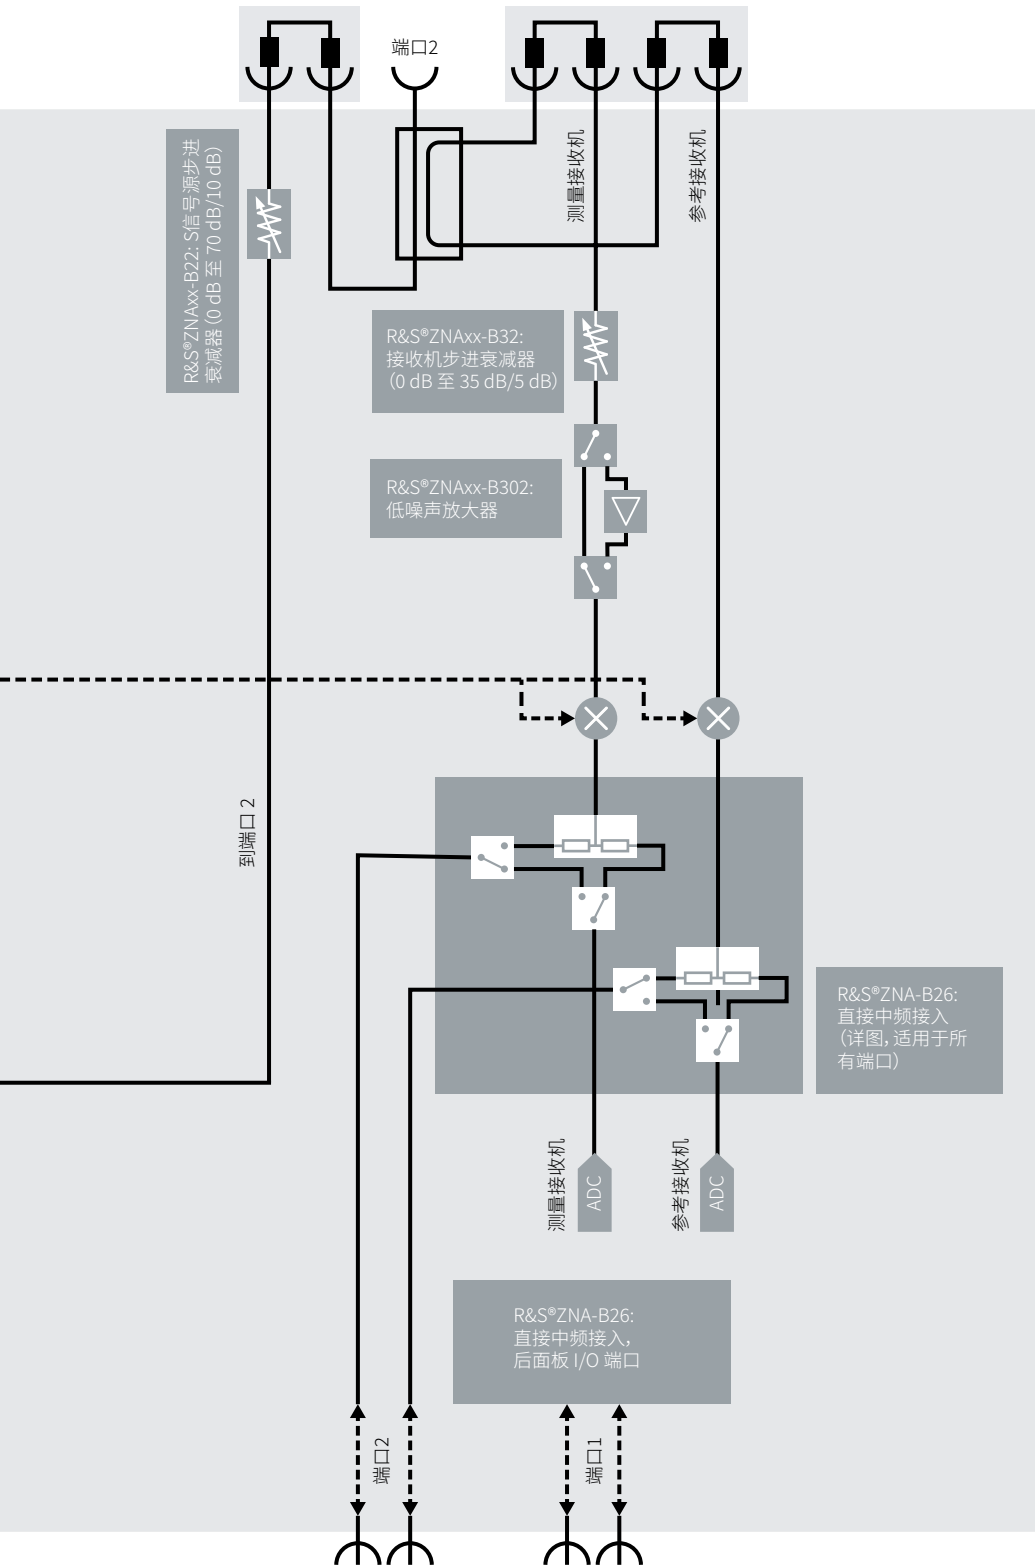 端口2
R&S®ZNAxx-B22: S信号源步进
衰减器（0 dB 至 70 dB/10 dB）
测量接收机
参考接收机
R&S®ZNAxx-B32:
接收机步进衰减器
（0 dB 至 35 dB/5 dB）
R&S®ZNAxx-B302:
低噪声放大器
到端口 2
R&S®ZNA-B26:
直接中频接入
（详图，适用于所
有端口）
测量接收机
ADC
参考接收机
ADC
R&S®ZNA-B26:
直接中频接入，
后面板 I/O 端口
端口2
端口1